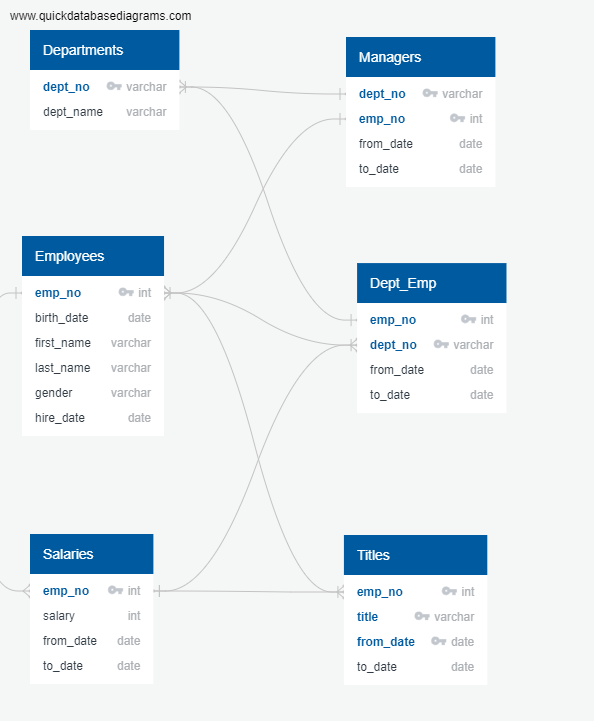 www.quickdatabasediagrams.com
Departments
dept_no varchar
dept_name varchar
Managers
dept_no varchar
emp_no int
from_date date
to_date date
Employees
emp_no int
birth_date date
first_name varchar
last_name varchar
gender varchar
hire_date date
Dept_Emp
emp_no int
dept_no varchar
from_date date
to_date date
Salaries
emp_no int
salary int
from_date date
to_date date
Titles
emp_no int
title varchar
from_date date
to_date date